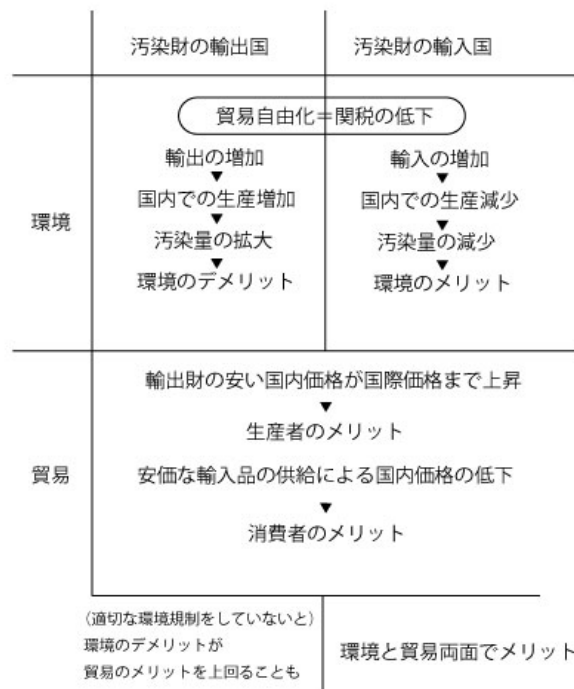 汚染財の輸出国
汚染財の輸入国
貿易自由化＝関税の低下
環境
輸出の増加
▼
国内での生産増加
▼
汚染量の拡大
▼
環境のデメリット
輸入の増加
▼
国内での生産減少
▼
汚染量の減少
▼
環境のメリット
貿易
輸出財の安い国内価格が国際価格まで上昇
▼
生産者のメリット
安価な輸入品の供給による国内価格の低下
▼
消費者のメリット
（適切な環境規制をしていないと）
環境のデメリットが
貿易のメリットを上回ることも
環境と貿易両面でメリット